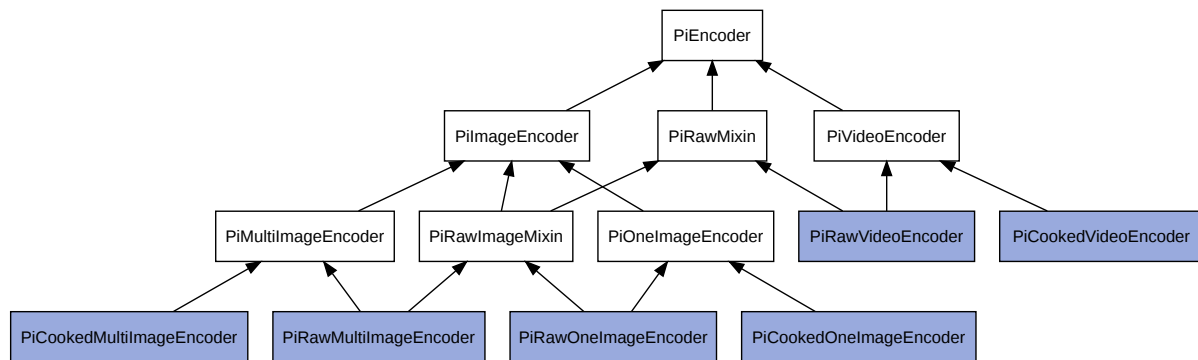 PiEncoder
PiImageEncoder
PiRawMixin
PiVideoEncoder
PiMultiImageEncoder
PiRawImageMixin
PiOneImageEncoder
PiRawVideoEncoder
PiCookedVideoEncoder
PiCookedMultiImageEncoder
PiRawMultiImageEncoder
PiRawOneImageEncoder
PiCookedOneImageEncoder